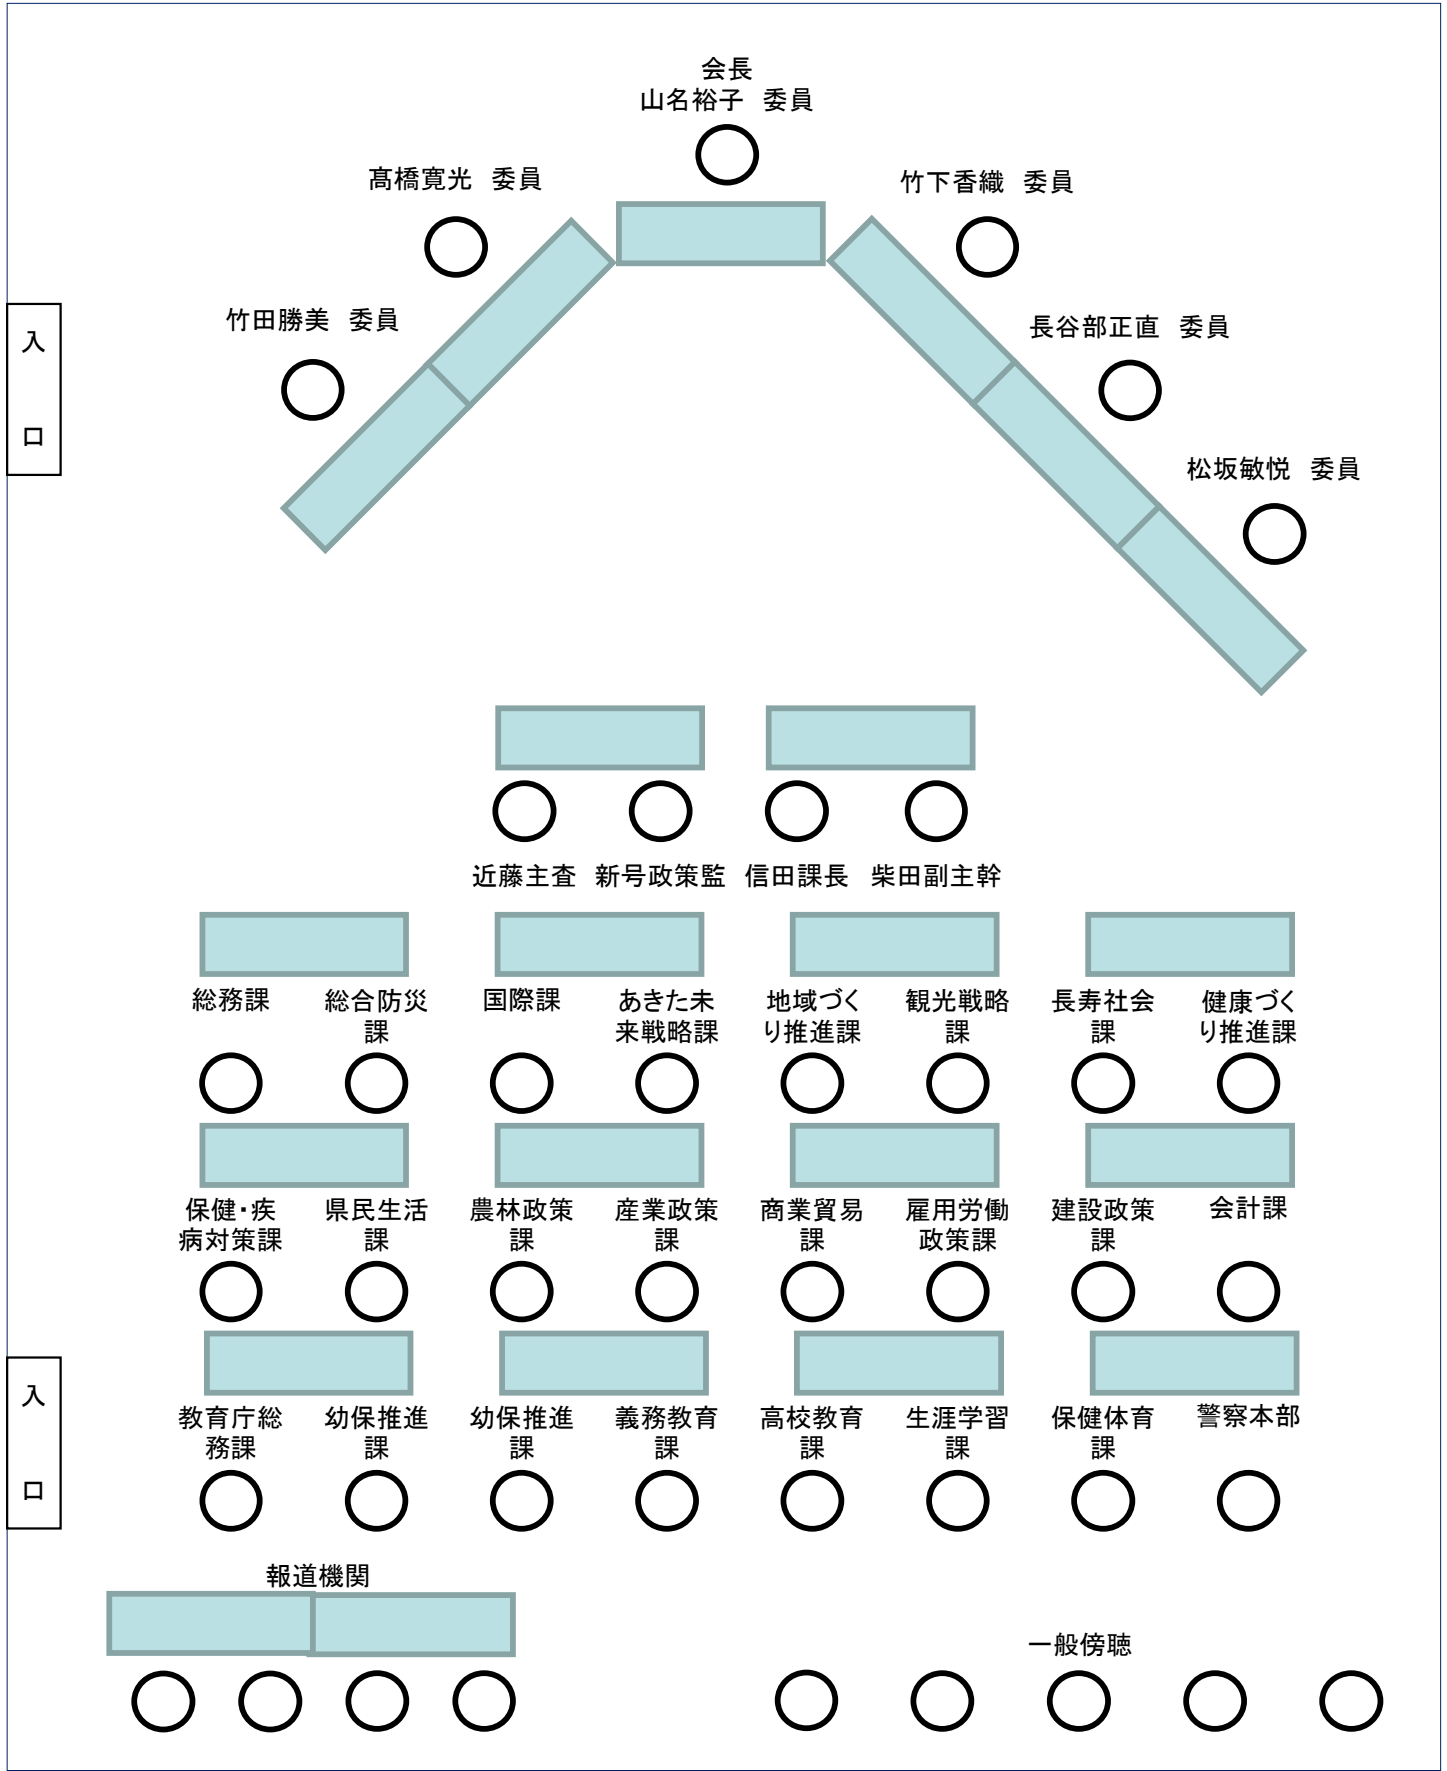 会長
山名裕子　委員
髙橋寛光　委員
竹下香織　委員
竹田勝美　委員
長谷部正直　委員
入
口
松坂敏悦　委員
近藤主査
新号政策監
信田課長
柴田副主幹
総務課
総合防災
課
国際課
あきた未
来戦略課
地域づく
り推進課
観光戦略
課
長寿社会
課
健康づく
り推進課
保健・疾
病対策課
県民生活
課
農林政策
課
産業政策
課
商業貿易
課
雇用労働
政策課
建設政策
課
会計課
入
口
教育庁総
務課
幼保推進
課
幼保推進
課
義務教育
課
高校教育
課
生涯学習
課
保健体育
課
警察本部
報道機関
一般傍聴